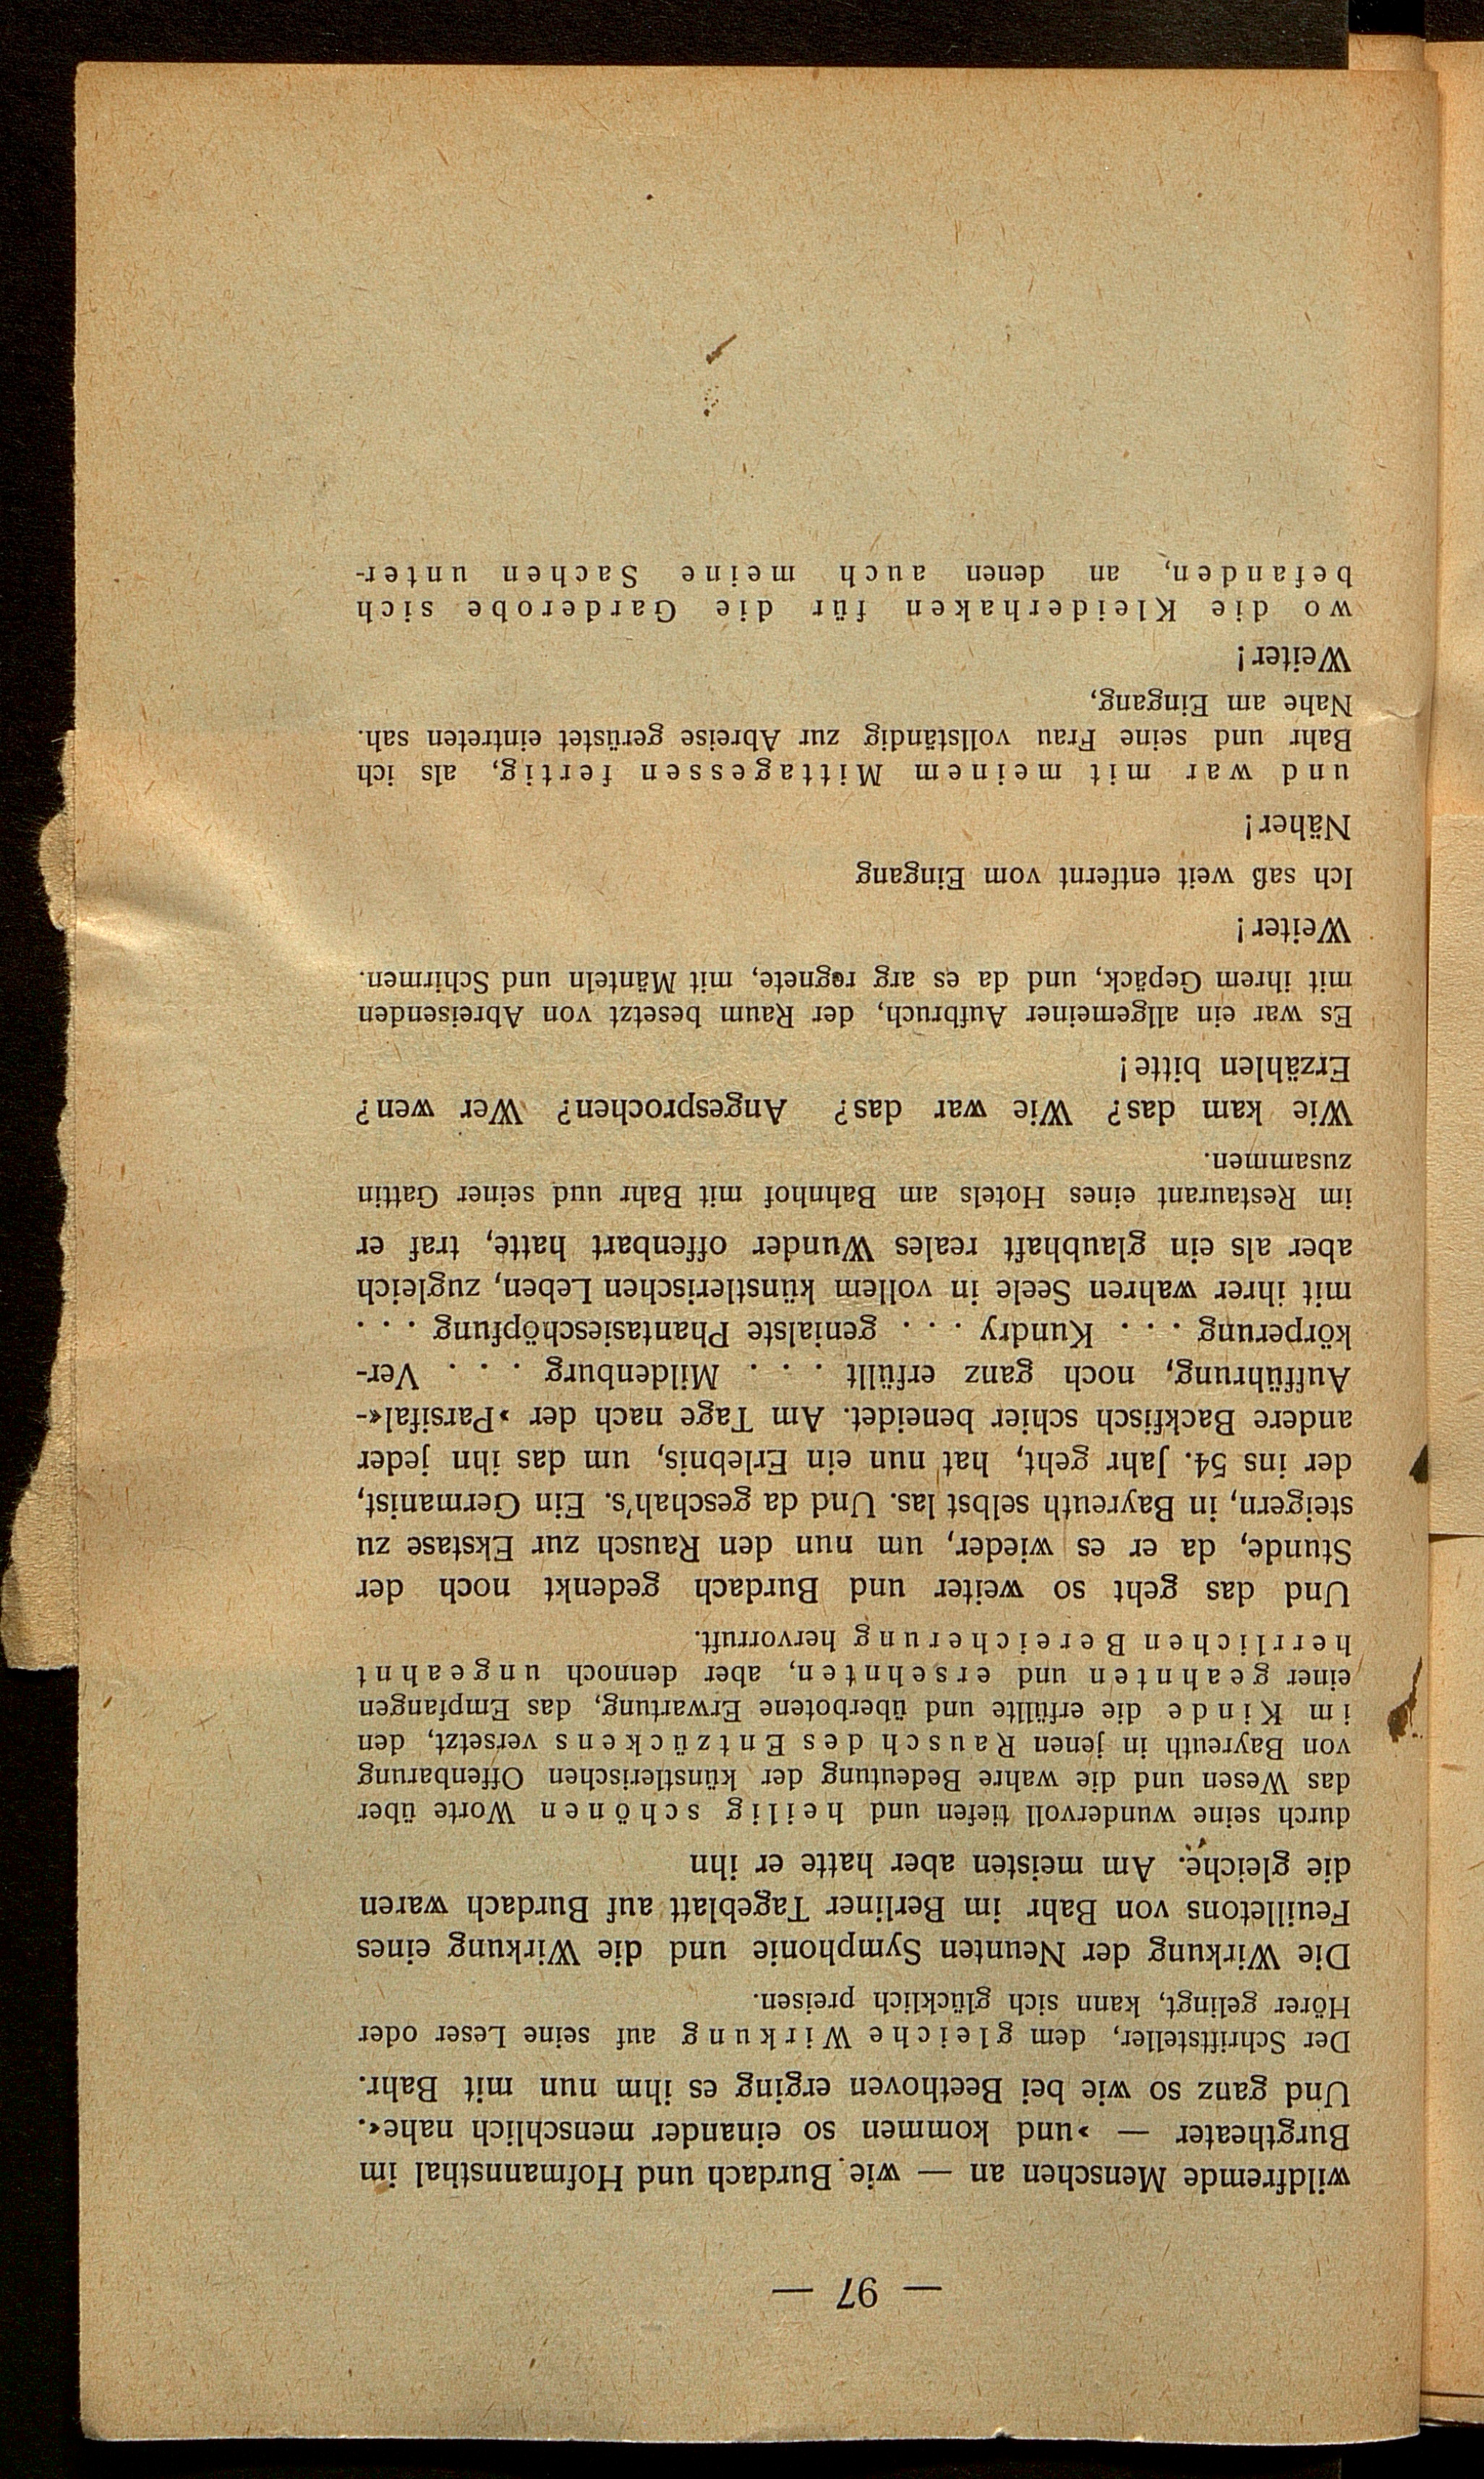 — 97 —
wildfremde Menschen an — wie Burdach und Hofmannsthal im
Burgtheater — »und kommen so einander menschlich nahe«.
Und ganz so wie bei Beethoven erging es ihm nun mit Bahr.
Der Schriftsteller, dem gleiche Wirkung auf seine Leser oder
Hörer gelingt, kann sich glücklich preisen.
Die Wirkung der Neunten Symphonie und die Wirkung eines
Feuilletons von Bahr im Berliner Tageblatt auf Burdach waren
die gleiche. Am meisten aber hatte er ihn
durch seine wundervoll tiefen und heilig schönen Worte über
das Wesen und die wahre Bedeutung der künstlerischen Offenbarung
von Bayreuth in jenen Rausch des Entzückens versetzt, den
im Kinde die erfüllte und überbotene Erwartung, das Empfangen
einer geahnten und ersehnten, aber dennoch ungeahnt
herrlichen Bereicherung hervorruft.
Und das geht so weiter und Burdach gedenkt noch der
Stunde, da er es wieder, um nun den Rausch zur Ekstase zu
steigern, in Bayreuth selbst las. Und da geschah's. Ein Germanist,
der ins 54. Jahr geht, hat nun ein Erlebnis, um das ihn jeder
andere Backfisch schier beneidet. Am Tage nach der »Parsifal«-
Aufführung, noch ganz erfüllt . . . Mildenburg . . . Ver-
körperung . . . Kundry . . . genialste Phantasieschöpfung . . .
mit ihrer wahren Seele in vollem künstlerischen Leben, zugleich
aber als ein glaubhaft reales Wunder offenbart hatte, traf er
im Restaurant eines Hotels am Bahnhof mit Bahr uud seiner Gattin
zusammen.
Wie kam das? Wie war das? Angesprochen? Wer wen?
Erzählen bitte!
Es war ein allgemeiner Aufbruch, der Raum besetzt von Abreisenden
mit ihrem Gepäck, und da es arg regnete, mit Mänteln und Schirmen.
Weiter!
Ich saß weit entfernt vom Eingang
Näher!
und war mit meinem Mittagessen fertig, als ich
Bahr und seine Frau vollständig zur Abreise gerüstet eintreten sah.
Nahe am Eingang,
Weiter!
wo die Kleiderhaken für die Garderobe sich
befanden, an denen auch meine Sachen unter-